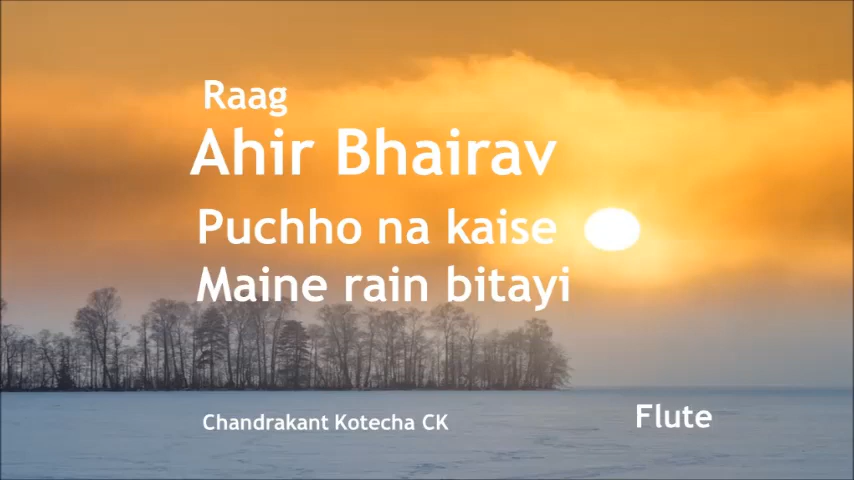 Raag
Ahir Bhairav
Puchho na kaise
Maine rain bitayi
Chandrakant Kotecha CK
Flute